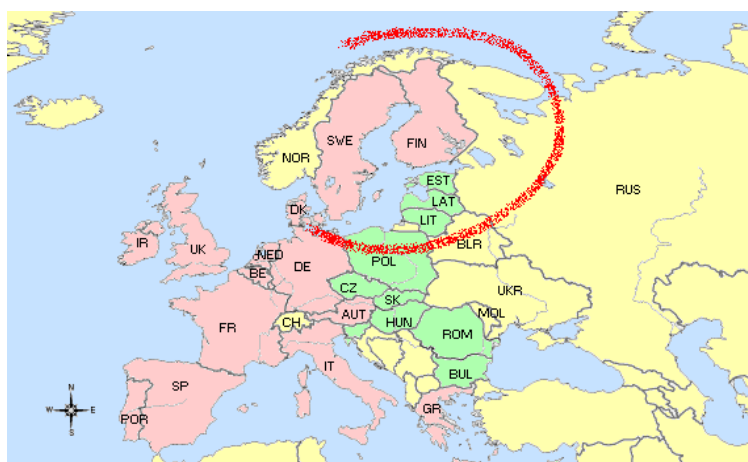 SWE
FIN
NOR
EST
RUS
LAT
DK
LIT
IR
UK
BLR
NED
DE
POL
BE
CZ
UKR
SK
MOL
AUT
CH
HUN
FR
ROM
IT
BUL
SP
N
W
E
S
POR
GR